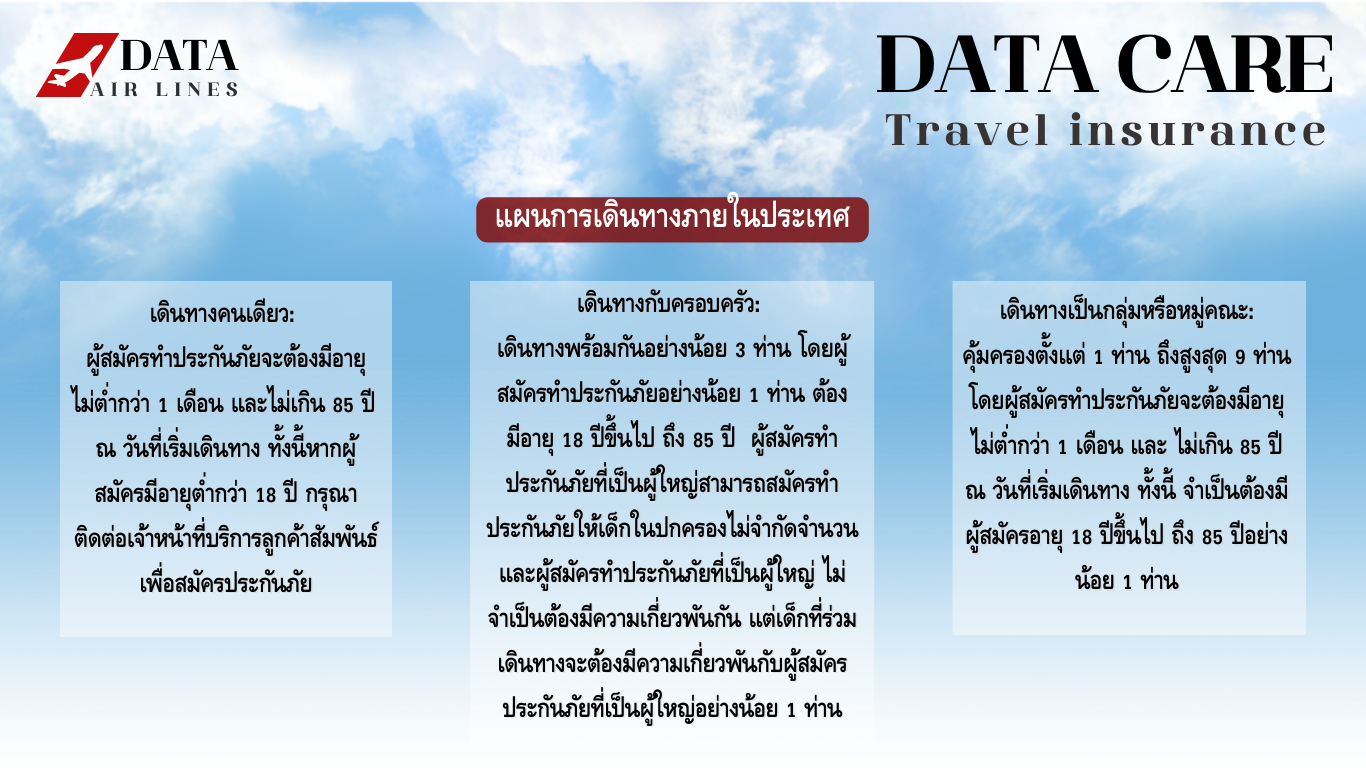 DATA
AIR LINES
DATA CARE
Travel insurance
แผนการเดินทางภายในประเทศ
เดินทางคนเดียว:
ผู้สมัครทำประกันภัยจะต้องมีอายุ
ไม่ต่ำกว่า 1 เดือน และไม่เกิน 85 ปี
ณ วันที่เริ่มเดินทาง ทั้งนี้หากผู้
สมัครมีอายุต่ำกว่า 18 ปี กรุณา
ติดต่อเจ้าหน้าที่บริการลูกค้าสัมพันธ์
เพื่อสมัครประกันภัย
เดินทางกับครอบครัว:
เดินทางพร้อมกันอย่างน้อย 3 ท่าน โดยผู้
สมัครทำประกันภัยอย่างน้อย 1 ท่าน ต้อง
มีอายุ 18 ปีขึ้นไป ถึง 85 ปี ผู้สมัครทำ
ประกันภัยที่เป็นผู้ใหญ่สามารถสมัครทำ
ประกันภัยให้เด็กในปกครองไม่จำกัดจำนวน
และผู้สมัครทำประกันภัยที่เป็นผู้ใหญ่ ไม่
จำเป็นต้องมีความเกี่ยวพันกัน แต่เด็กที่ร่วม
เดินทางจะต้องมีความเกี่ยวพันกับผู้สมัคร
ประกันภัยที่เป็นผู้ใหญ่อย่างน้อย 1 ท่าน
เดินทางเป็นกลุ่มหรือหมู่คณะ:
คุ้มครองตั้งแต่ 1 ท่าน ถึงสูงสุด 9 ท่าน
โดยผู้สมัครทำประกันภัยจะต้องมีอายุ
ไม่ต่ำกว่า 1 เดือน และ ไม่เกิน 85 ปี
ณ วันที่เริ่มเดินทาง ทั้งนี้ จำเป็นต้องมี
ผู้สมัครอายุ 18 ปีขึ้นไป ถึง 85 ปีอย่าง
น้อย 1 ท่าน